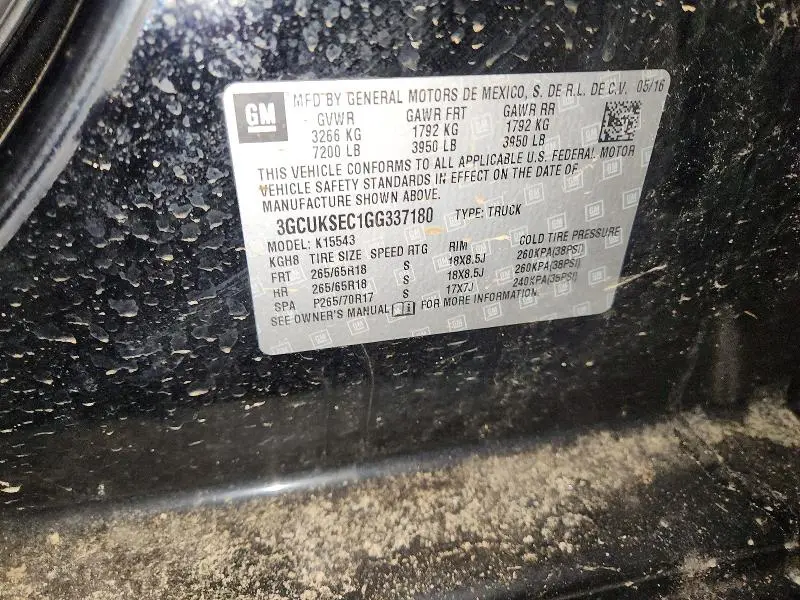 GM
MFD BY GENERAL MOTORS DE MEXICO, S. DE R.L. DE C.V. 05/16
GVWR GAWR FRT GAWR RR
3266 KG 1792 KG 1792 KG
7200 LB 3950 LB 3950 LB
THIS VEHICLE CONFORMS TO ALL APPLICABLE U.S. FEDERAL MOTOR
VEHICLE SAFETY STANDARDS IN EFFECT ON THE DATE OF
MANUFACTURE SHOWN ABOVE.
3GCUKSEC1GG337180 TYPE: TRUCK
MODEL: K15543
KGH8 TIRE SIZE SPEED RTG RIM COLD TIRE PRESSURE
FRT 265/65R18 S 18X8.5J 260KPA(38PSI)
RR 265/65R18 S 18X8.5J 260KPA(38PSI)
SPA P265/70R17 S 17X7J 240KPA(35PSI)
SEE OWNER'S MANUAL FOR MORE INFORMATION.